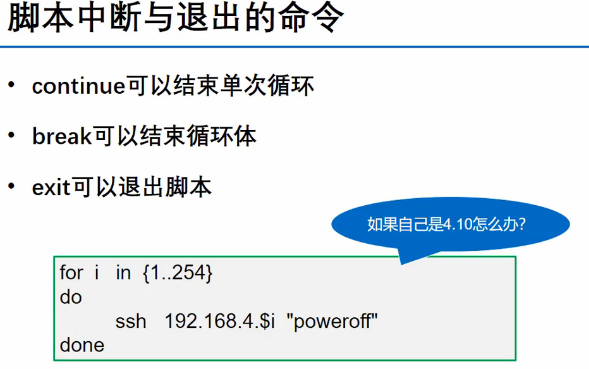 脚本中断与退出的命令
• continue可以结束单次循环
• break可以结束循环体
• exit可以退出脚本
如果自己是4.10怎么办?
for i in {1..254}
do
ssh 192.168.4.$i "poweroff"
done